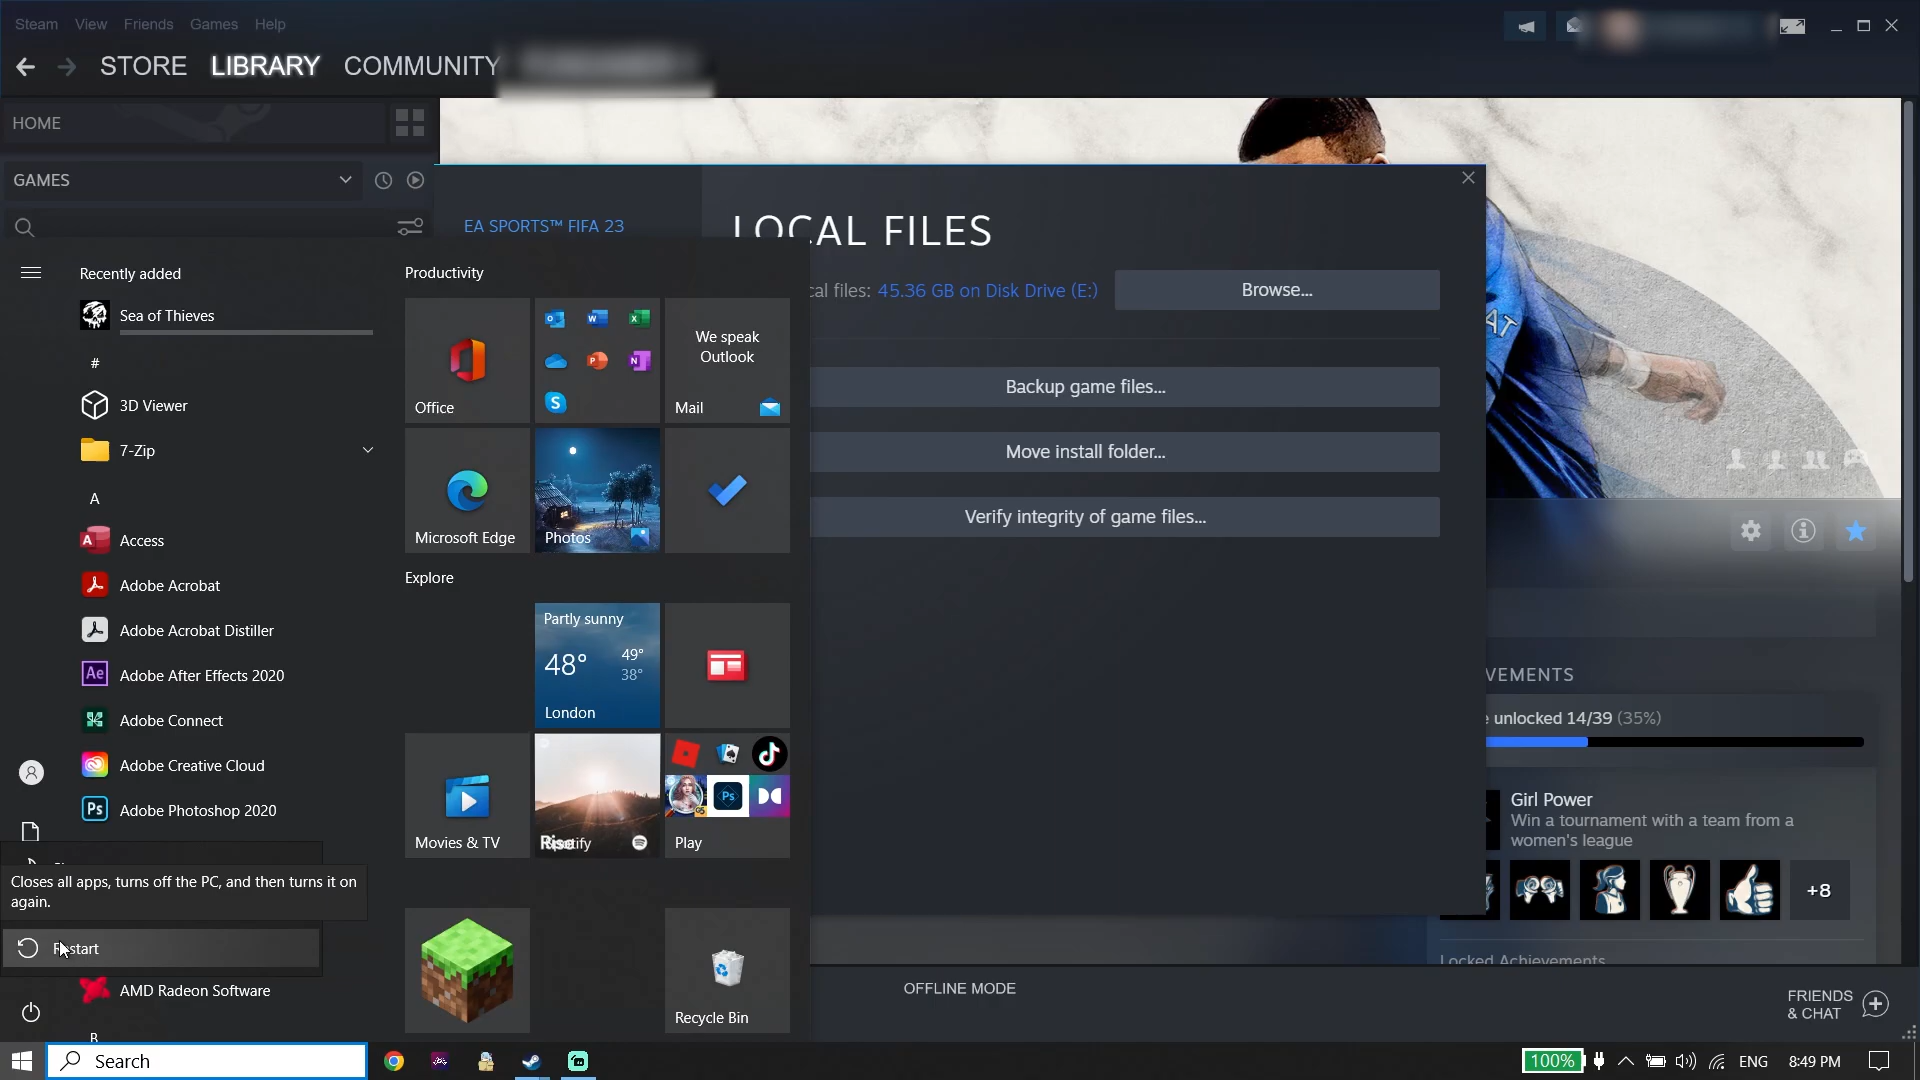 Steam View Friends Games Help
STORE LIBRARY COMMUNITY
HOME
GAMES
EA SPORTS™ FIFA 23
LOCAL FILES
cal files: 45.36 GB on Disk Drive (E:)
Browse...
Backup game files...
Move install folder...
Verify integrity of game files...
Recently added
Sea of Thieves
#
3D Viewer
7-Zip
A
Access
Adobe Acrobat
Adobe Acrobat Distiller
Adobe After Effects 2020
Adobe Connect
Adobe Creative Cloud
Adobe Photoshop 2020
Closes all apps, turns off the PC, and then turns it on
again.
Restart
AMD Radeon Software
B
Productivity
Office
We speak
Outlook
Mail
Microsoft Edge
Photos
Explore
Partly sunny
48°
49°
38°
London
Movies & TV
Rise
Spotify
Play
Recycle Bin
VEMENTS
e unlocked 14/39 (35%)
Girl Power
Win a tournament with a team from a
women's league
+8
Locked Achievements
OFFLINE MODE
FRIENDS
& CHAT
Search
100%
ENG
8:49 PM